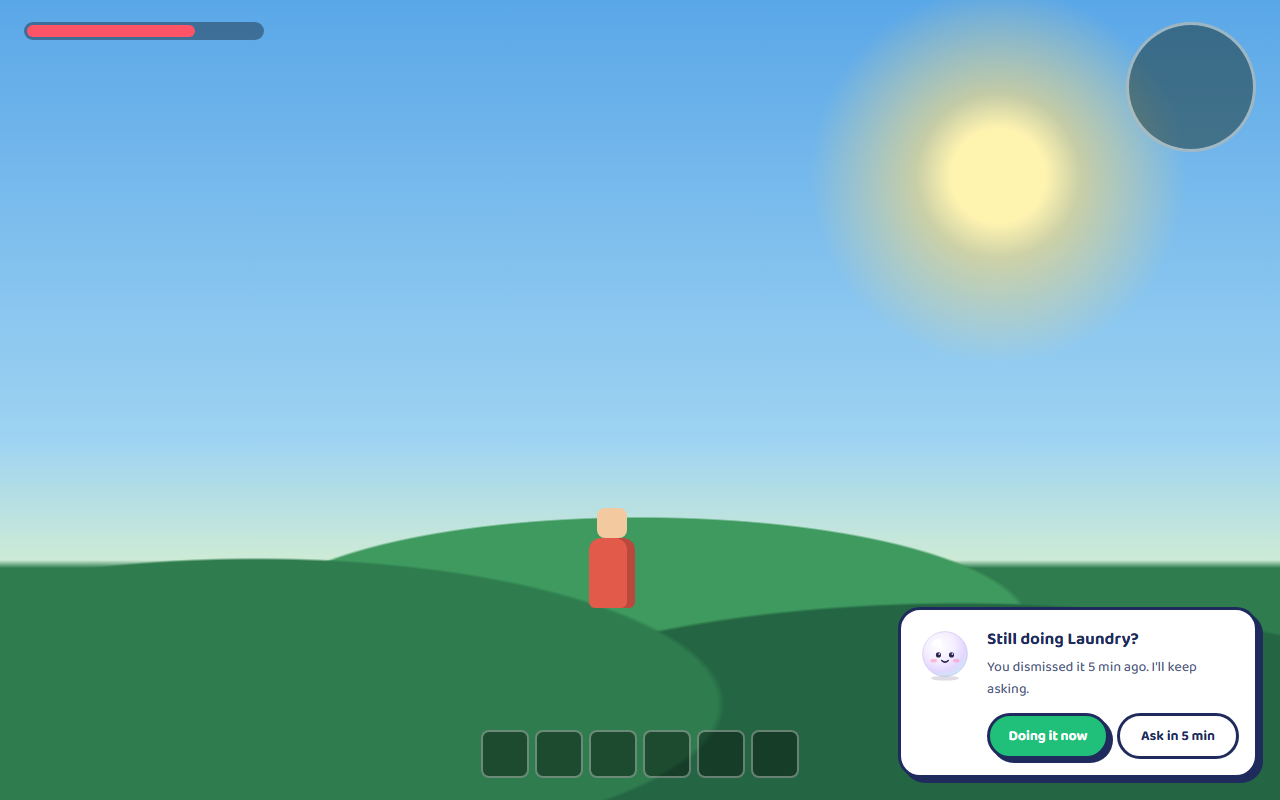 Still doing Laundry?
You dismissed it 5 min ago. I'll keep
asking.
Doing it now
Ask in 5 min